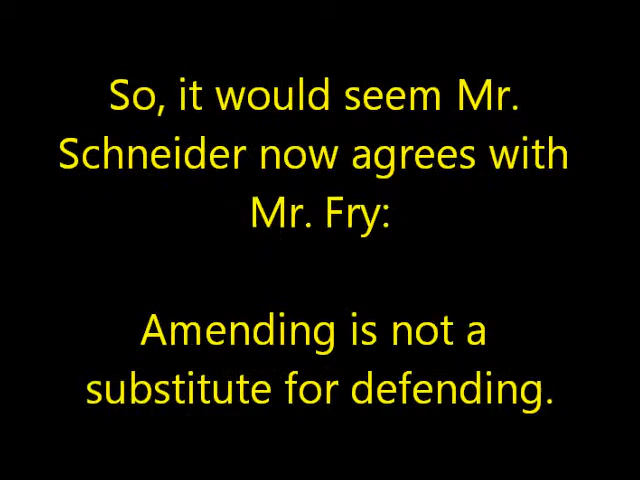 So, it would seem Mr.
Schneider now agrees with
Mr. Fry:
Amending is not a
substitute for defending.